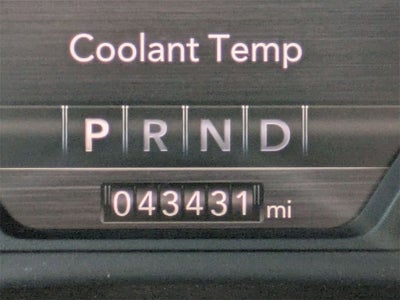 Coolant Temp
P R N D
043431 mi